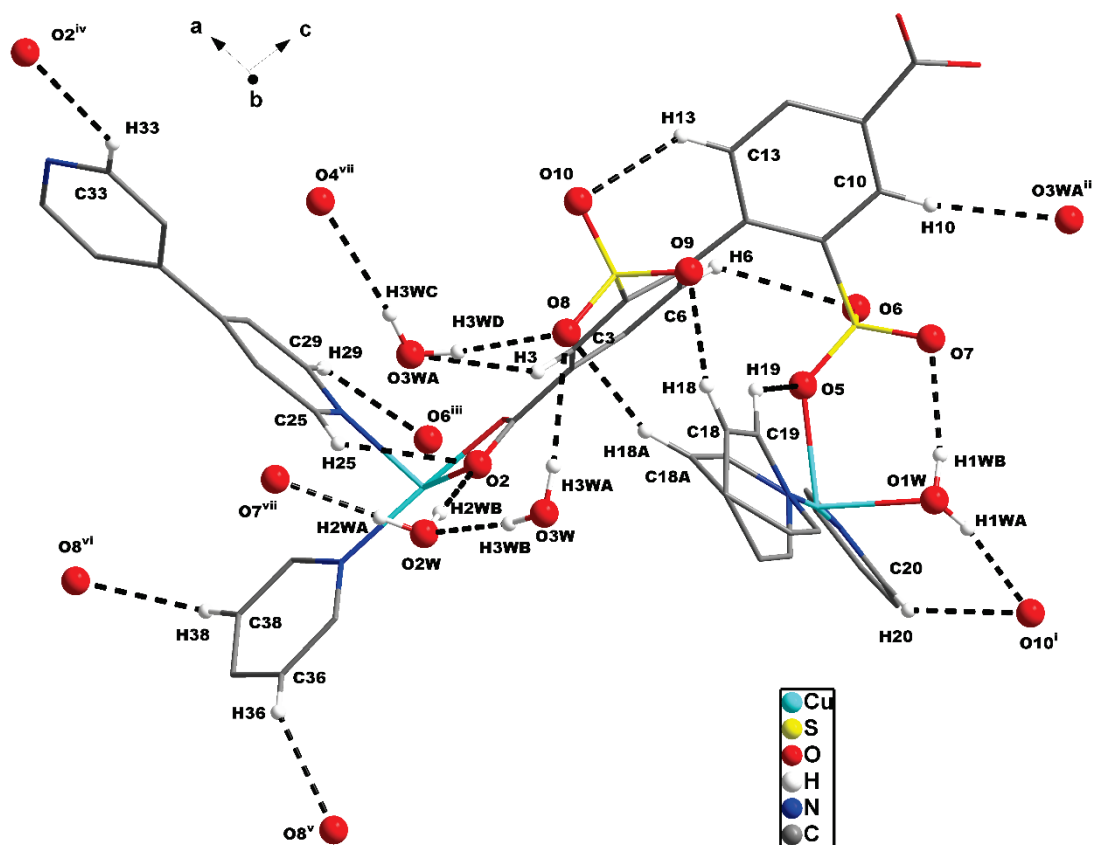 O2iv
a
c
b
H33
C33
O4vii
H13
C13
O10
C10
O3WAii
H10
O9
H6
H3WC
O8
H3WD
C6
O6
O7
C29
H29
O3WA
H3
C3
H19
O5
H18
C25
O6iii
C18
C19
H25
H18A
C18A
O2
H1WB
O1W
O7vii
H3WA
H2WA
H2WB
H1WA
O2W
H3WB
O3W
O8vi
C20
H38
C38
H20
O10i
C36
H36
O8v
Cu
S
O
H
N
C